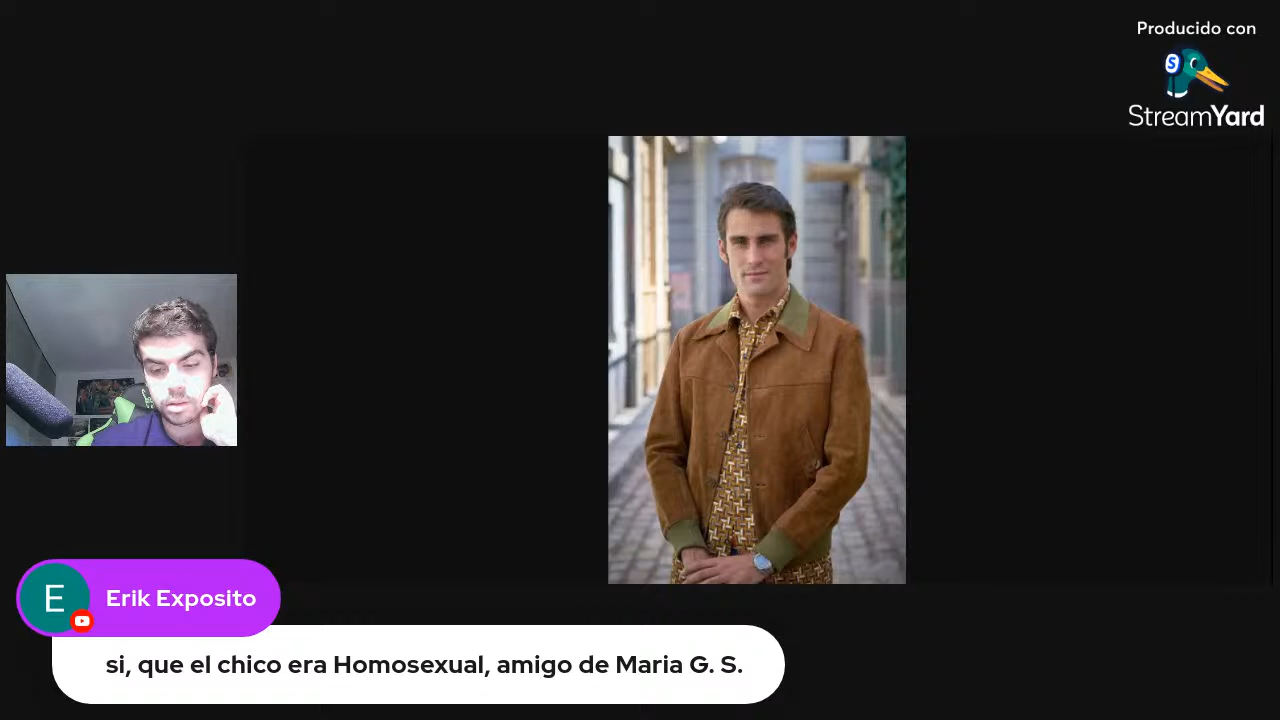 Producido con
StreamYard
E
Erik Exposito
si, que el chico era Homosexual, amigo de Maria G. S.